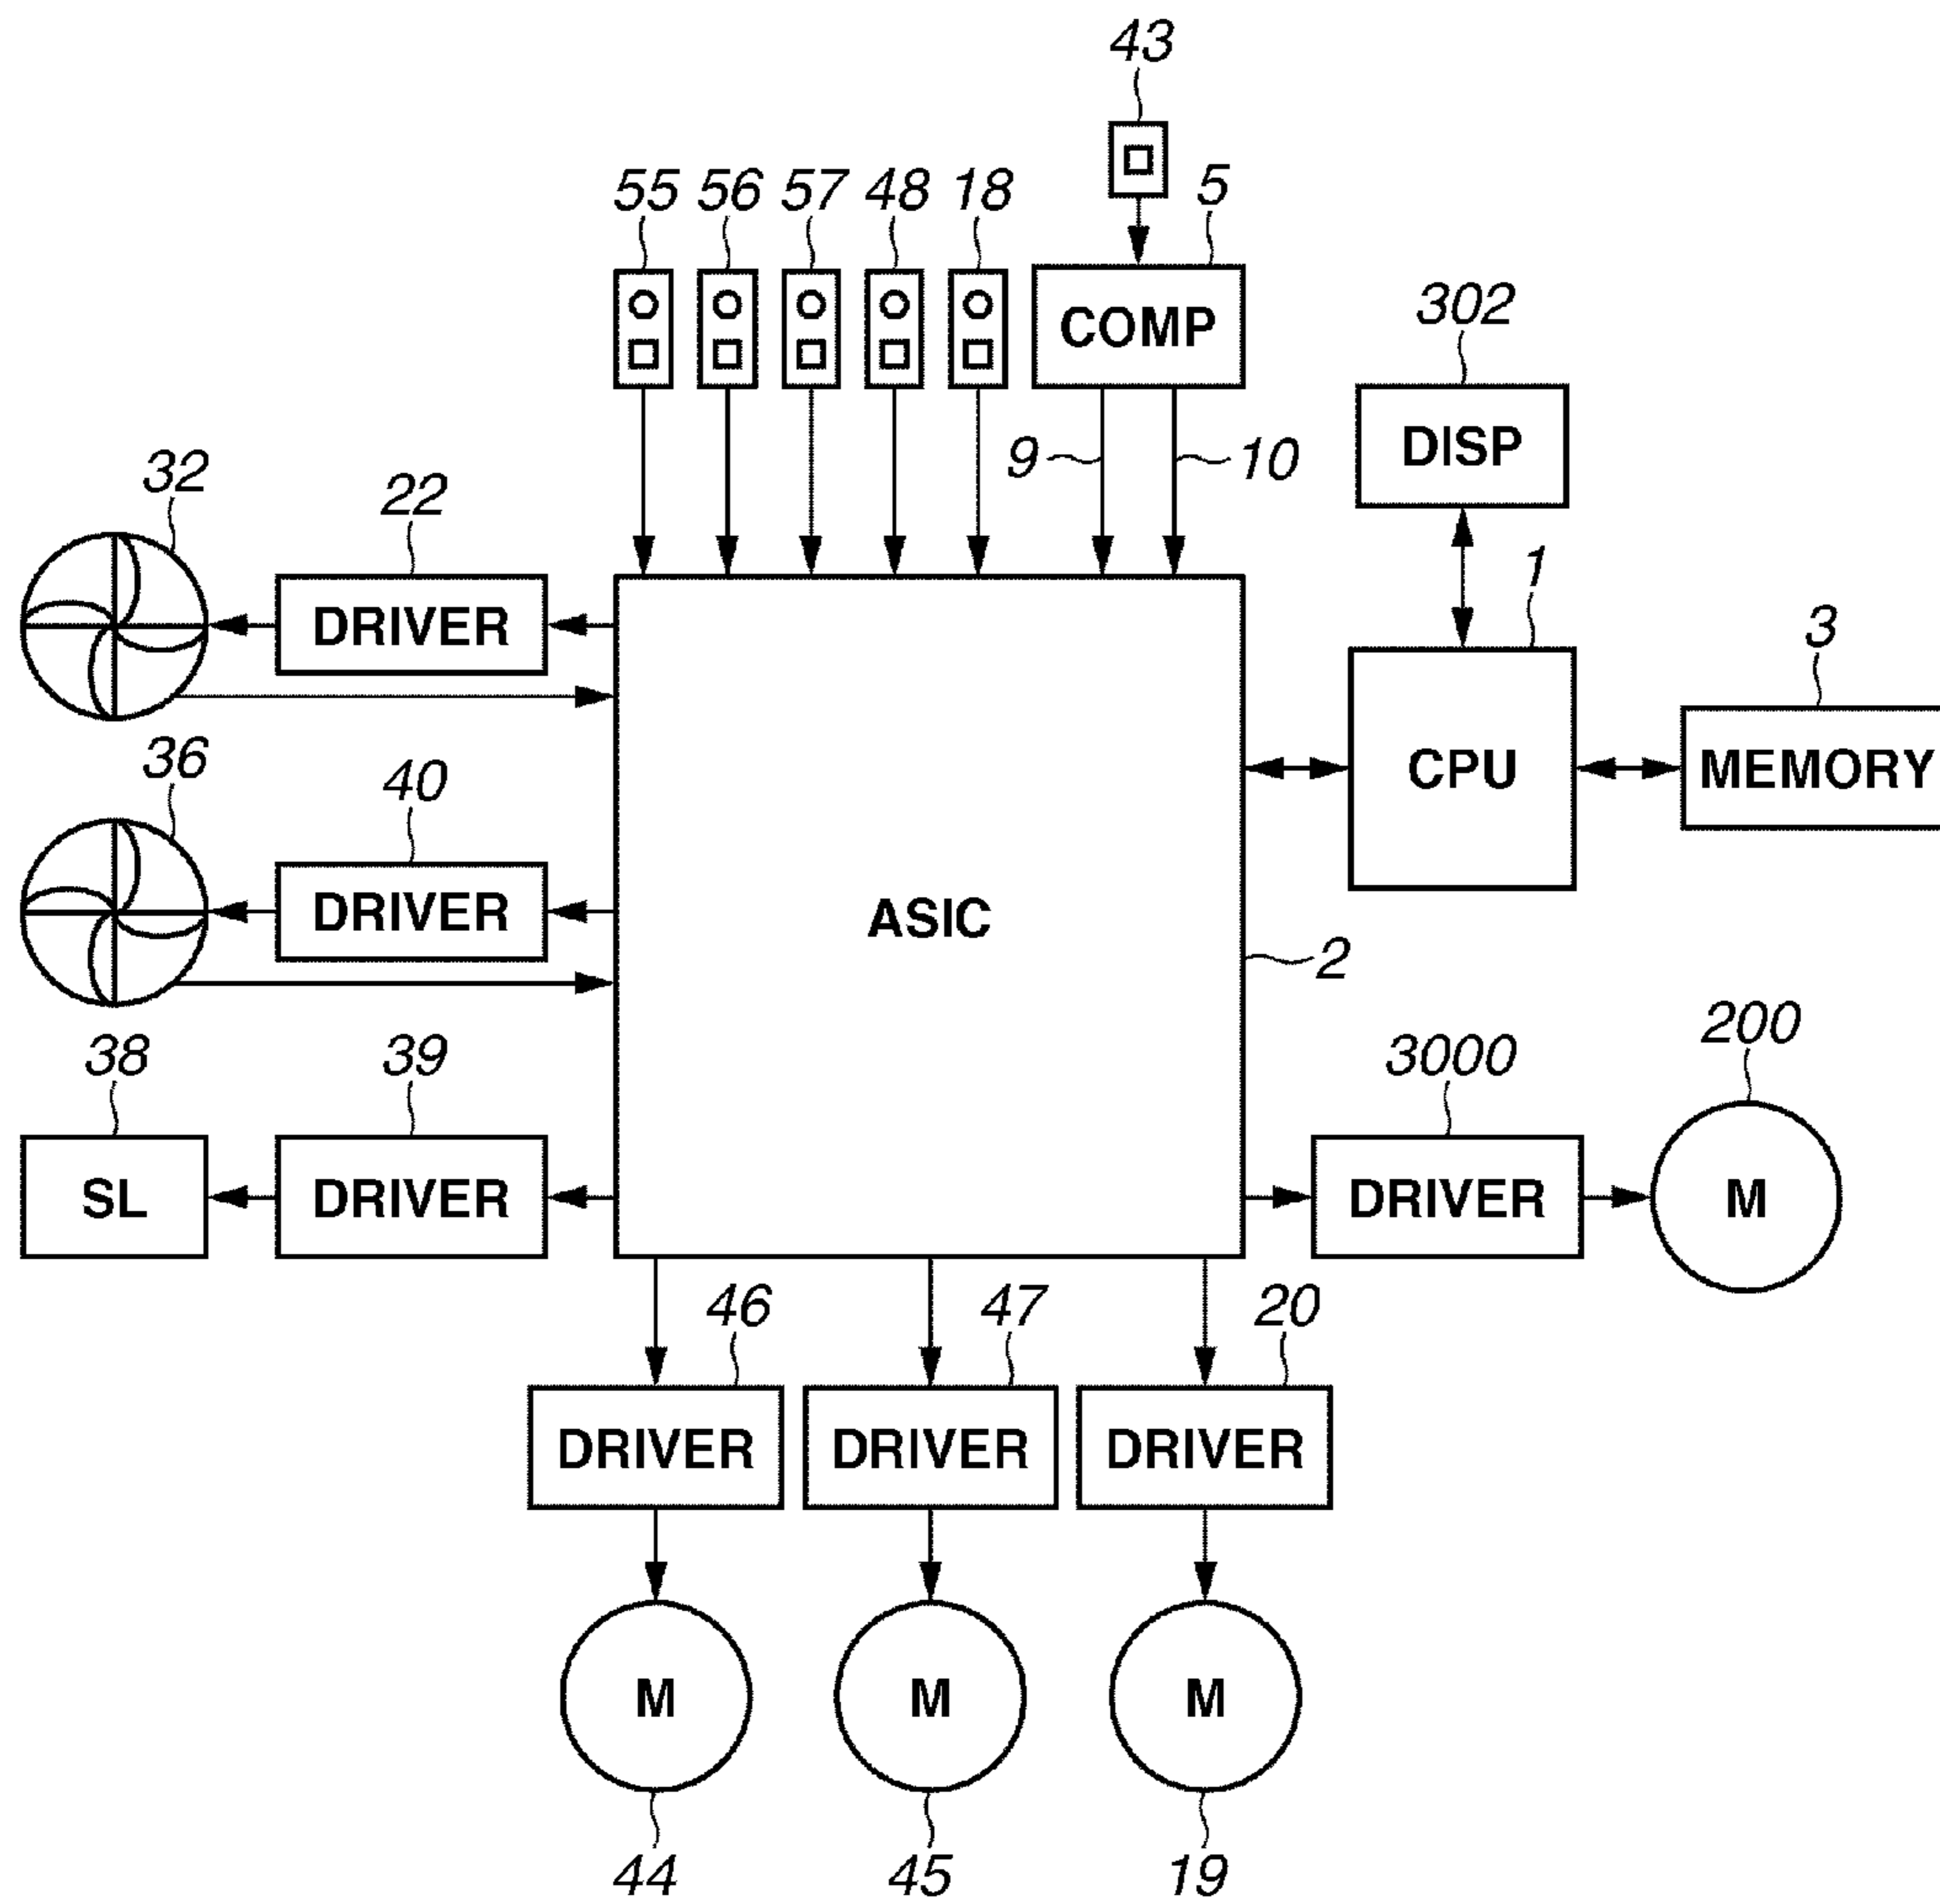 43
55 56 57 48 18 5
COMP
302
DISP
9 10
32 22
DRIVER
1
3
CPU
MEMORY
36 40
DRIVER
ASIC
2
38 39
SL
DRIVER
3000 200
DRIVER
M
46 47 20
DRIVER DRIVER DRIVER
M M M
44 45 19